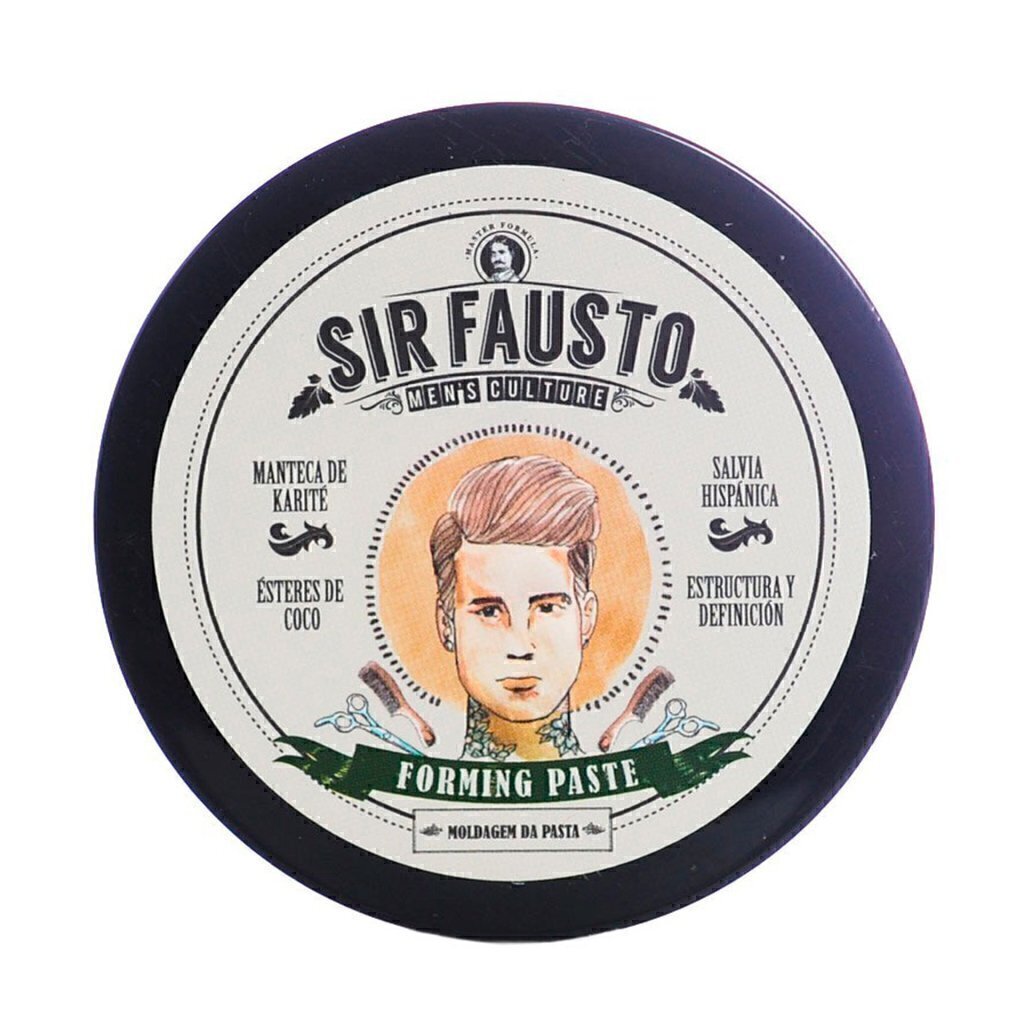 MASTER FORMULA
SIR FAUSTO
MEN'S CULTURE
MANTECA DE
KARITÉ
ÉSTERES DE
COCO
SALVIA
HISPÁNICA
ESTRUCTURA Y
DEFINICIÓN
FORMING PASTE
MOLDAGEM DA PASTA